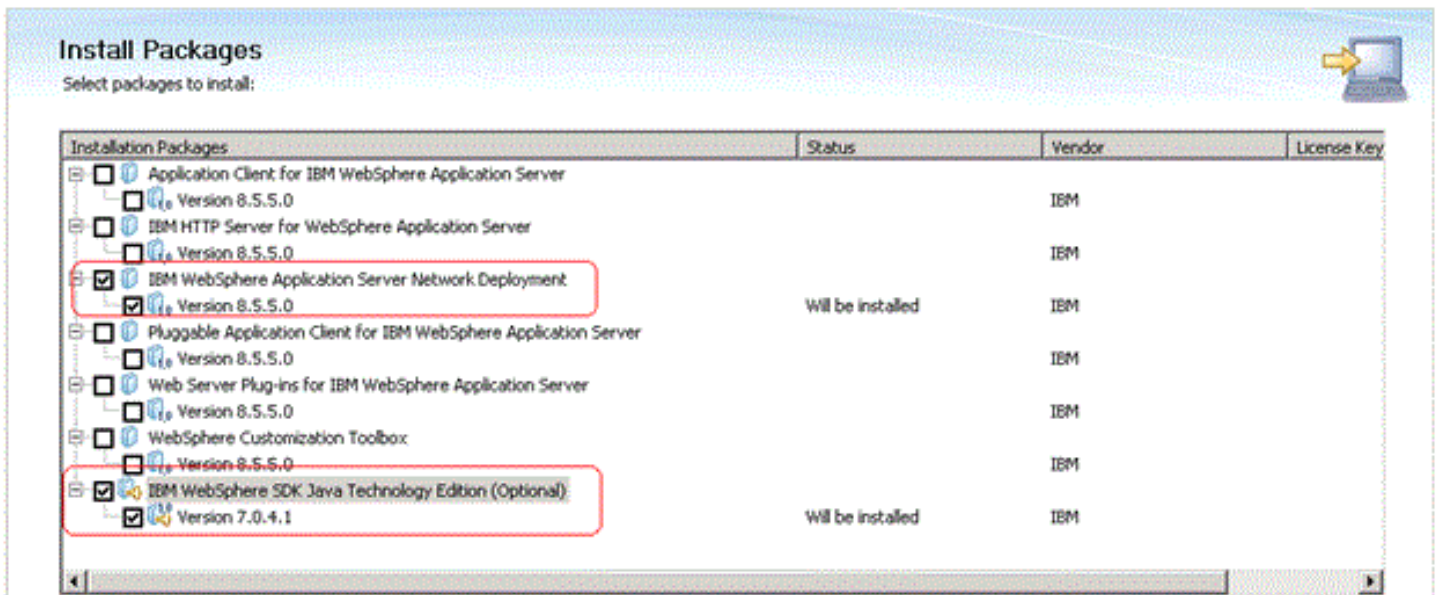 Install Packages
Select packages to install:
Installation Packages Status Vendor License Key
Application Client for IBM WebSphere Application Server
Version 8.5.5.0 IBM
IBM HTTP Server for WebSphere Application Server
Version 8.5.5.0 IBM
IBM WebSphere Application Server Network Deployment
Version 8.5.5.0 Will be installed IBM
Pluggable Application Client for IBM WebSphere Application Server
Version 8.5.5.0 IBM
Web Server Plug-ins for IBM WebSphere Application Server
Version 8.5.5.0 IBM
WebSphere Customization Toolbox
Version 8.5.5.0 IBM
IBM WebSphere SDK Java Technology Edition (Optional)
Version 7.0.4.1 Will be installed IBM